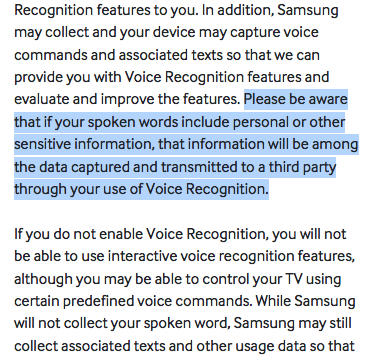 Recognition features to you. In addition, Samsung
may collect and your device may capture voice
commands and associated texts so that we can
provide you with Voice Recognition features and
evaluate and improve the features. Please be aware
that if your spoken words include personal or other
sensitive information, that information will be among
the data captured and transmitted to a third party
through your use of Voice Recognition.
If you do not enable Voice Recognition, you will not
be able to use interactive voice recognition features,
although you may be able to control your TV using
certain predefined voice commands. While Samsung
will not collect your spoken word, Samsung may still
collect associated texts and other usage data so that